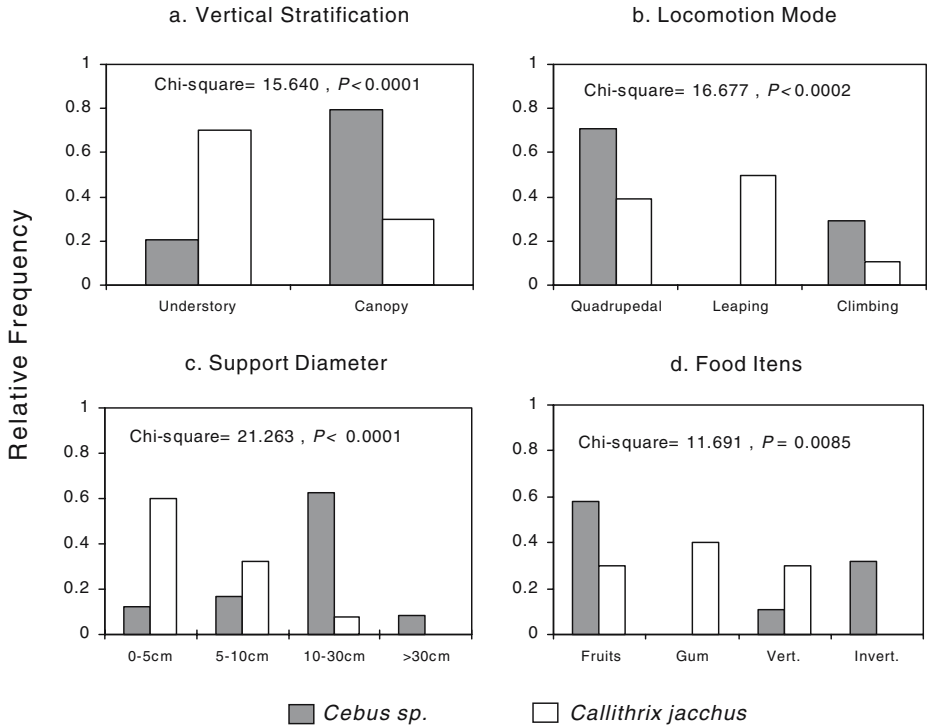 a. Vertical Stratification
b. Locomotion Mode
Relative Frequency
1
0.8
0.6
0.4
0.2
0
Chi-square= 15.640 , P<0.0001
Understory
Canopy
1
0.8
0.6
0.4
0.2
0
Chi-square= 16.677 , P<0.0002
Quadrupedal
Leaping
Climbing
c. Support Diameter
d. Food Itens
1
0.8
0.6
0.4
0.2
0
Chi-square= 21.263 , P< 0.0001
0-5cm
5-10cm
10-30cm
>30cm
1
0.8
0.6
0.4
0.2
0
Chi-square= 11.691 , P = 0.0085
Fruits
Gum
Vert.
Invert.
Cebus sp.
Callithrix jacchus